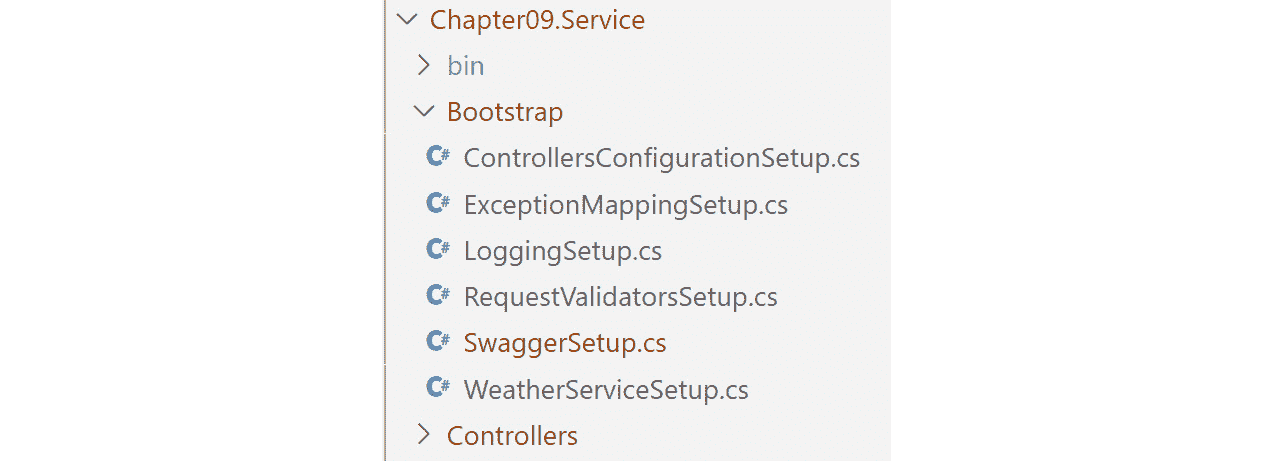 Chapter09.Service
bin
Bootstrap
C# ControllersConfigurationSetup.cs
C# ExceptionMappingSetup.cs
C# LoggingSetup.cs
C# RequestValidatorsSetup.cs
C# SwaggerSetup.cs
C# WeatherServiceSetup.cs
Controllers